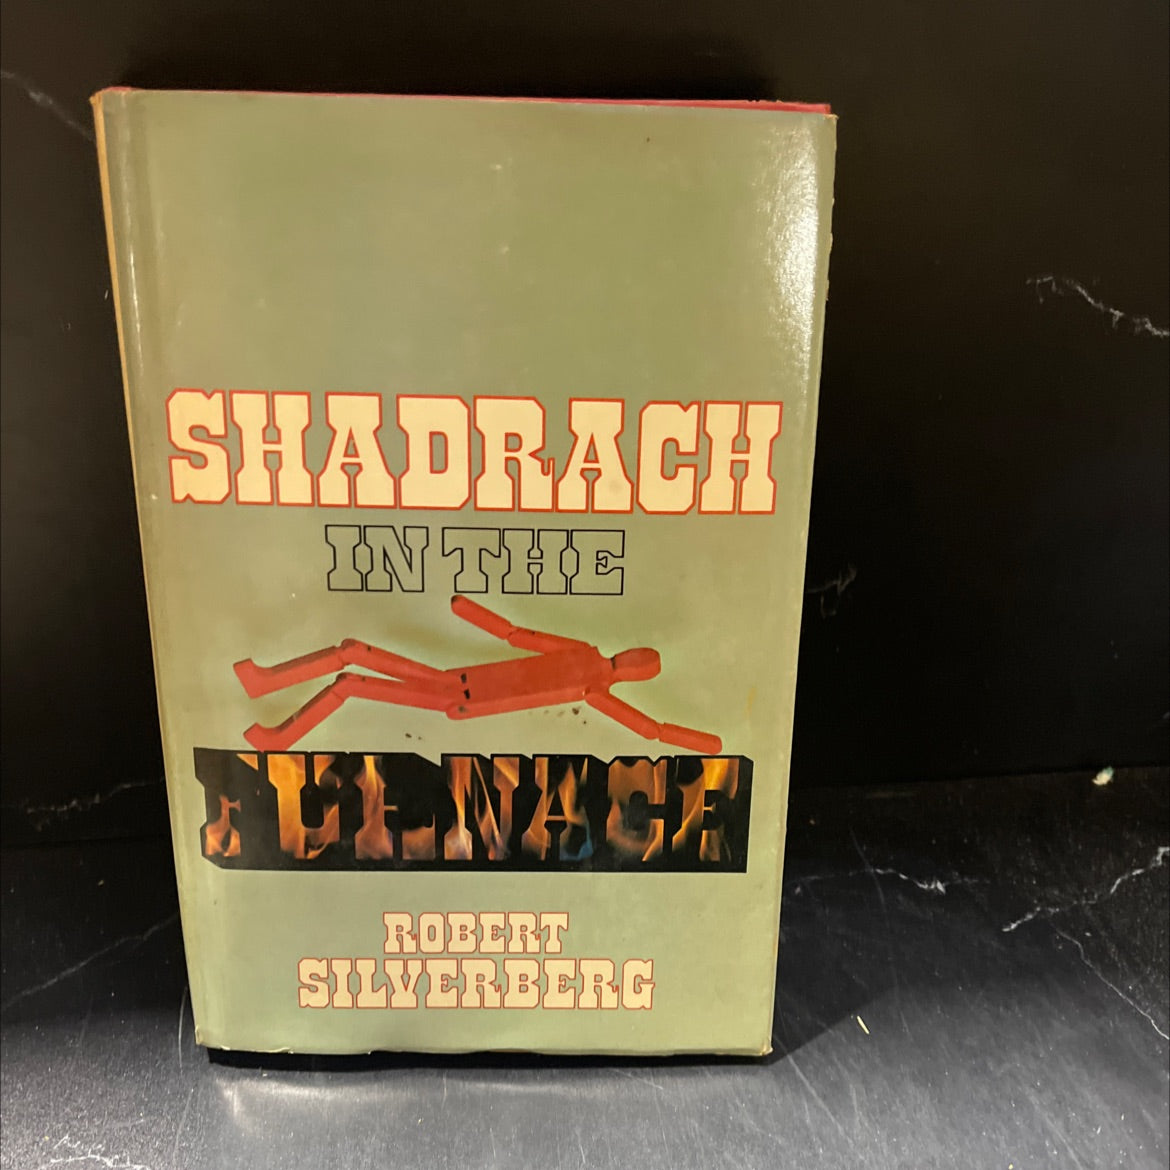 SHADRACH
IN THE
FURNACE
ROBERT
SILVERBERG